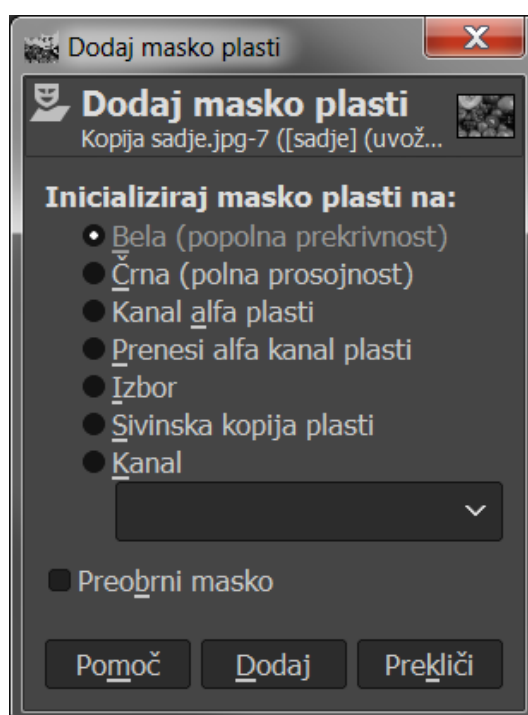 Dodaj masko plasti
Dodaj masko plasti
Kopija sadje.jpg-7 ([sadje] (uvož...
Inicializiraj masko plasti na:
Bela (popolna prekrivnost)
Črna (polna prosojnost)
Kanal alfa plasti
Prenesi alfa kanal plasti
Izbor
Sivinska kopija plasti
Kanal
Preobrni masko
Pomoč Dodaj Prekliči